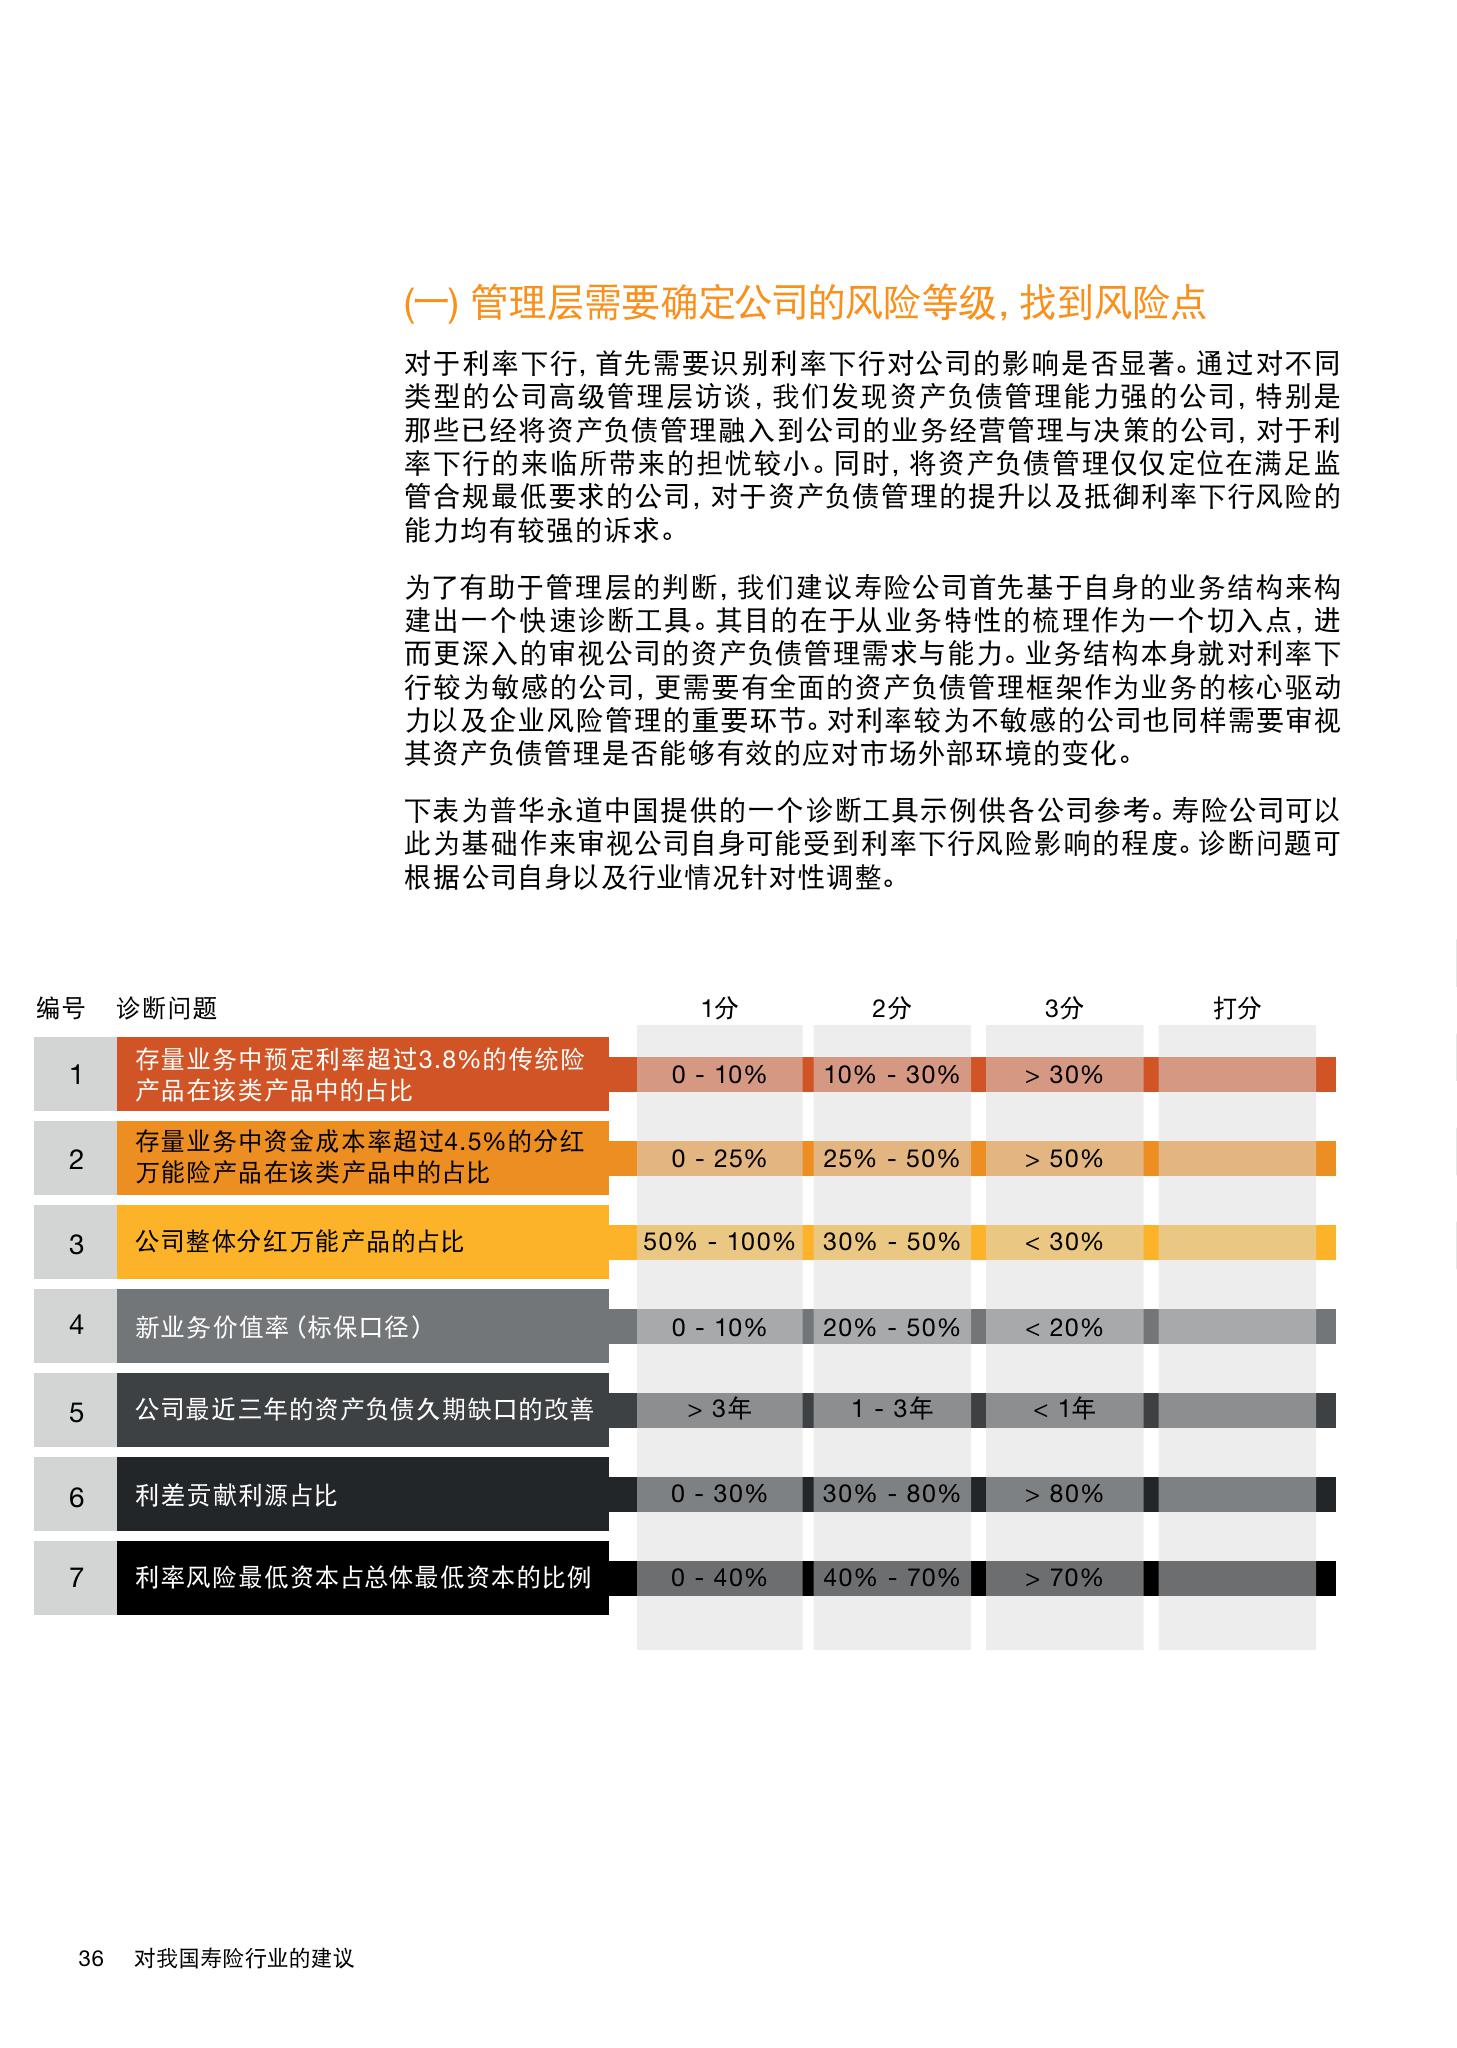 (一) 管理层需要确定公司的风险等级, 找到风险点
对于利率下行, 首先需要识别利率下行对公司的影响是否显著。通过对不同
类型的公司高级管理层访谈, 我们发现资产负债管理能力强的公司, 特别是
那些已经将资产负债管理融入到公司的业务经营管理与决策的公司, 对于利
率下行的来临所带来的担忧较小。同时, 将资产负债管理仅仅定位在满足监
管合规最低要求的公司, 对于资产负债管理的提升以及抵御利率下行风险的
能力均有较强的诉求。
为了有助于管理层的判断, 我们建议寿险公司首先基于自身的业务结构来构
建出一个快速诊断工具。其目的在于从业务特性的梳理作为一个切入点, 进
而更深入的审视公司的资产负债管理需求与能力。业务结构本身就对利率下
行较为敏感的公司, 更需要有全面的资产负债管理框架作为业务的核心驱动
力以及企业风险管理的重要环节。对利率较为不敏感的公司也同样需要审视
其资产负债管理是否能够有效的应对市场外部环境的变化。
下表为普华永道中国提供的一个诊断工具示例供各公司参考。寿险公司可以
此为基础作来审视公司自身可能受到利率下行风险影响的程度。诊断问题可
根据公司自身以及行业情况针对性调整。
编号 诊断问题 1分 2分 3分 打分
1 存量业务中预定利率超过3.8%的传统险
产品在该类产品中的占比 0 - 10% 10% - 30% > 30%
2 存量业务中资金成本率超过4.5%的分红
万能险产品在该类产品中的占比 0 - 25% 25% - 50% > 50%
3 公司整体分红万能产品的占比 50% - 100% 30% - 50% < 30%
4 新业务价值率（标保口径） 0 - 10% 20% - 50% < 20%
5 公司最近三年的资产负债久期缺口的改善 > 3年 1 - 3年 < 1年
6 利差贡献利源占比 0 - 30% 30% - 80% > 80%
7 利率风险最低资本占总体最低资本的比例 0 - 40% 40% - 70% > 70%
36 对我国寿险行业的建议